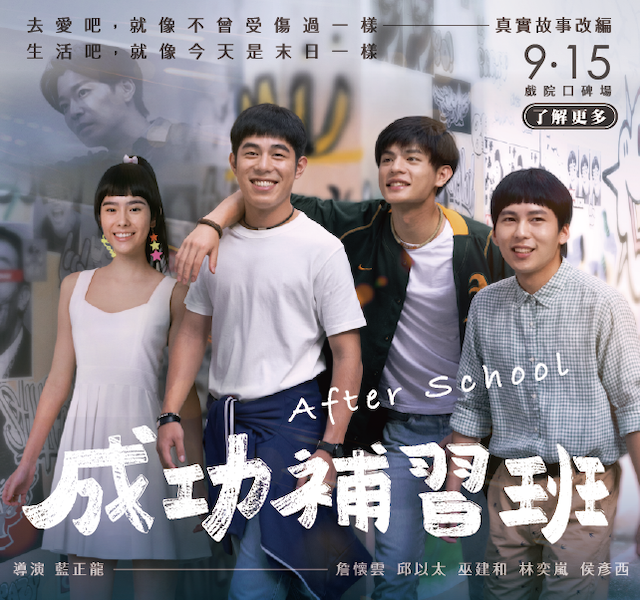 去愛吧，就像不曾受傷過一樣
真實故事改編
生活吧，就像今天是末日一樣
9·15
戲院口碑場
了解更多
After School
成功補習班
導演 藍正龍
詹懷雲 邱以太 巫建和 林奕嵐 侯彥西